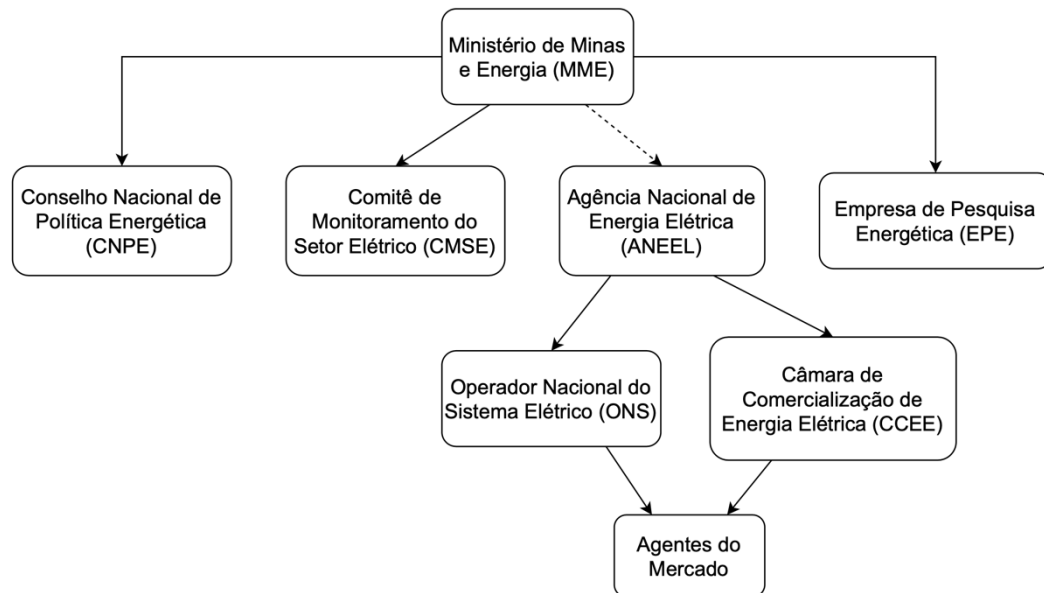 Ministério de Minas
e Energia (MME)
Conselho Nacional de
Política Energética
(CNPE)
Comitê de
Monitoramento do
Setor Elétrico (CMSE)
Agência Nacional de
Energia Elétrica
(ANEEL)
Empresa de Pesquisa
Energética (EPE)
Operador Nacional do
Sistema Elétrico (ONS)
Câmara de
Comercialização de
Energia Elétrica (CCEE)
Agentes do
Mercado